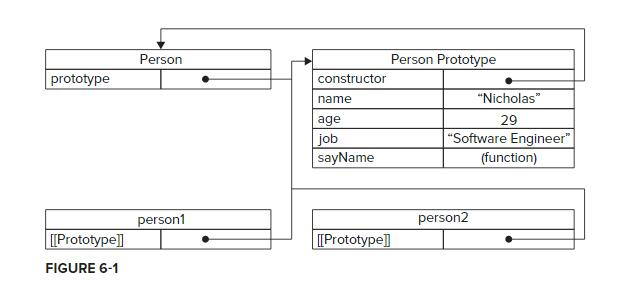 Person
prototype
Person Prototype
constructor
name “Nicholas”
age 29
job “Software Engineer”
sayName (function)
person1
[[Prototype]]
person2
[[Prototype]]
FIGURE 6-1